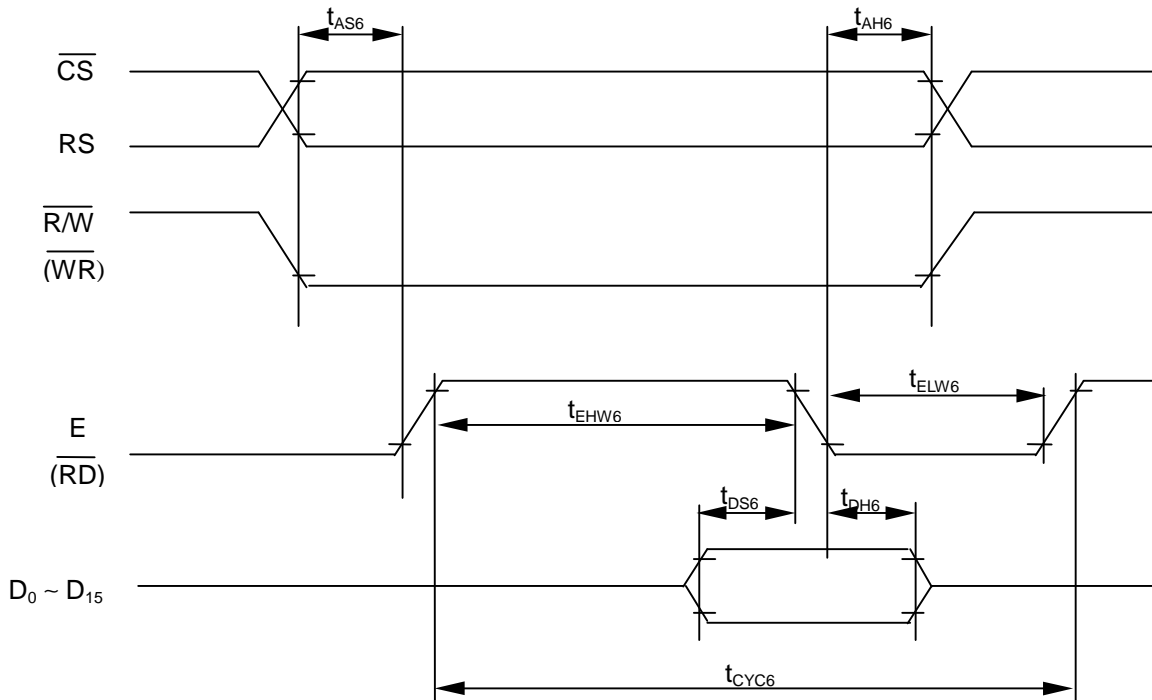 tAS6
tAH6
CS
RS
R/W
(WR)
tELW6
tEHW6
E
(RD)
tDS6
tDH6
D0 ~ D15
tCYC6